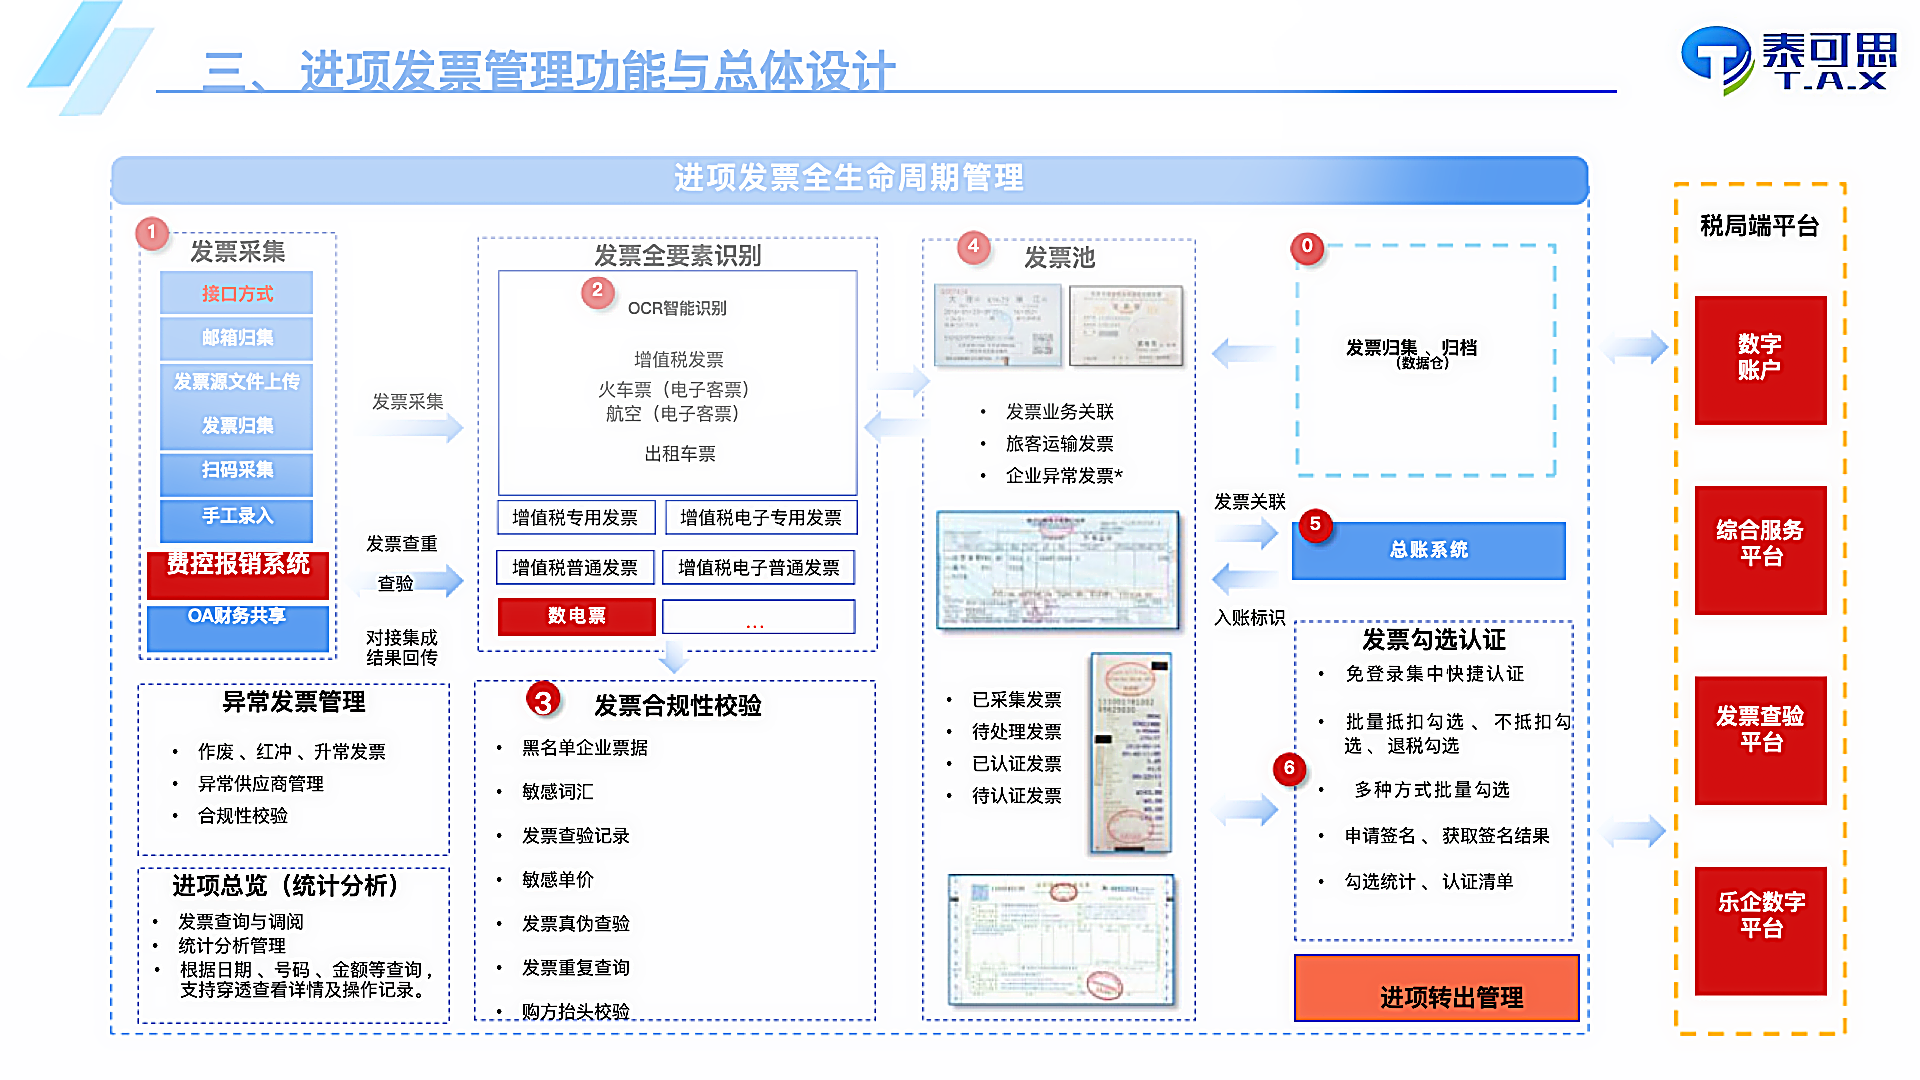 三、进项发票管理功能与总体设计
泰可思
T.A.X
进项发票全生命周期管理
1
发票采集
接口方式
邮箱归集
发票源文件上传
发票归集
扫码采集
手工录入
费控报销系统
OA财务共享
发票采集
发票查重
查验
对接集成
结果回传
发票全要素识别
2
OCR智能识别
增值税发票
火车票（电子客票）
航空（电子客票）
出租车票
增值税专用发票
增值税电子专用发票
增值税普通发票
增值税电子普通发票
数电票
...
异常发票管理
• 作废、红冲、升常发票
• 异常供应商管理
• 合规性校验
进项总览（统计分析）
• 发票查询与调阅
• 统计分析管理
• 根据日期、号码、金额等查询，
支持穿透查看详情及操作记录。
3
发票合规性校验
• 黑名单企业票据
• 敏感词汇
• 发票查验记录
• 敏感单价
• 发票真伪查验
• 发票重复查询
• 购方抬头校验
4
发票池
• 发票业务关联
• 旅客运输发票
• 企业异常发票*
• 已采集发票
• 待处理发票
• 已认证发票
• 待认证发票
0
发票归集、归档
（数据仓）
发票关联
5
总账系统
入账标识
发票勾选认证
• 免登录集中快捷认证
• 批量抵扣勾选、不抵扣勾
选、退税勾选
6
• 多种方式批量勾选
• 申请签名、获取签名结果
• 勾选统计、认证清单
进项转出管理
税局端平台
数字
账户
综合服务
平台
发票查验
平台
乐企数字
平台